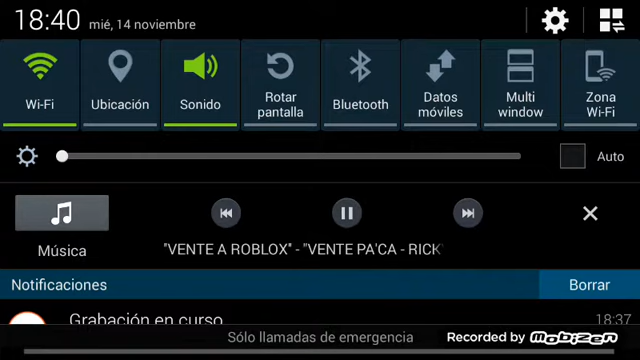 18:40 mié, 14 noviembre
Wi-Fi
Ubicación
Sonido
Rotar pantalla
Bluetooth
Datos móviles
Multi window
Zona Wi-Fi
Auto
Música
"VENTE A ROBLOX" - "VENTE PA'CA - RICK
Notificaciones
Borrar
Grabación en curso
18:37
Sólo llamadas de emergencia
Recorded by mobizen